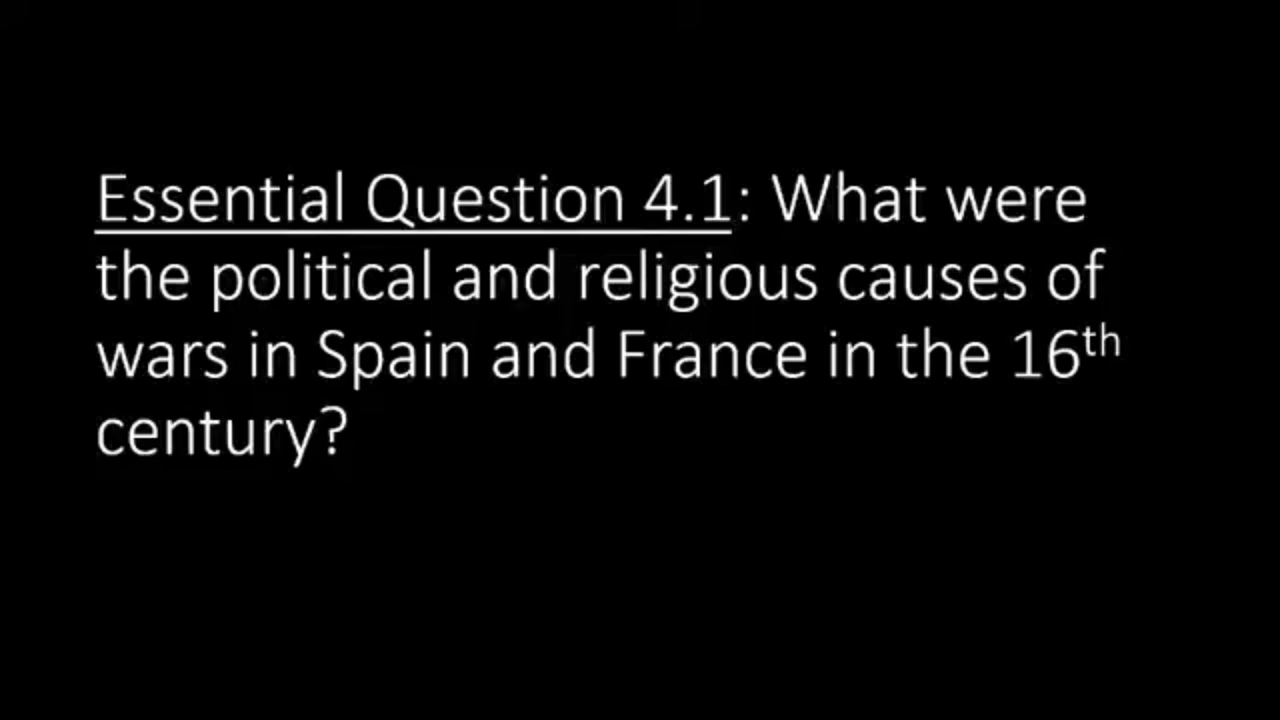 Essential Question 4.1: What were
the political and religious causes of
wars in Spain and France in the 16th
century?